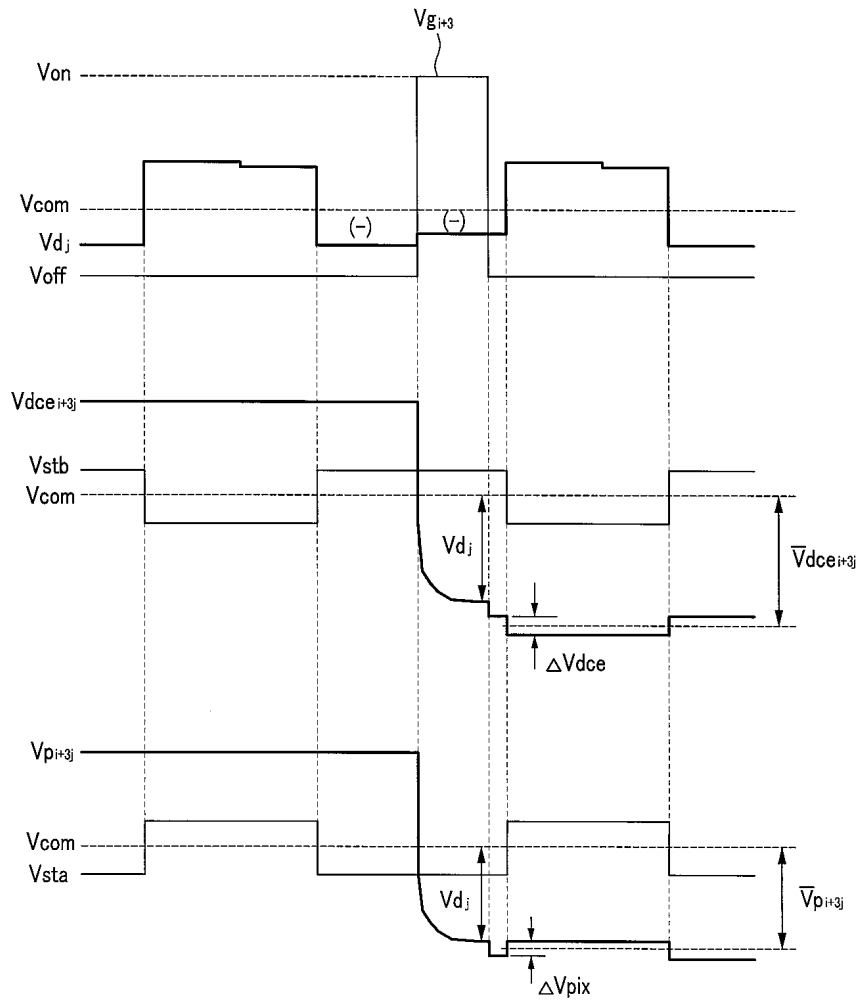 Vgi+3
Von
Vcom
(-)
(-)
Vdj
Voff
Vdcei+3j
Vstb
Vcom
Vdj
V̅dcei+3j
△Vdce
Vpi+3j
Vcom
Vsta
Vdj
V̅pi+3j
△Vpix